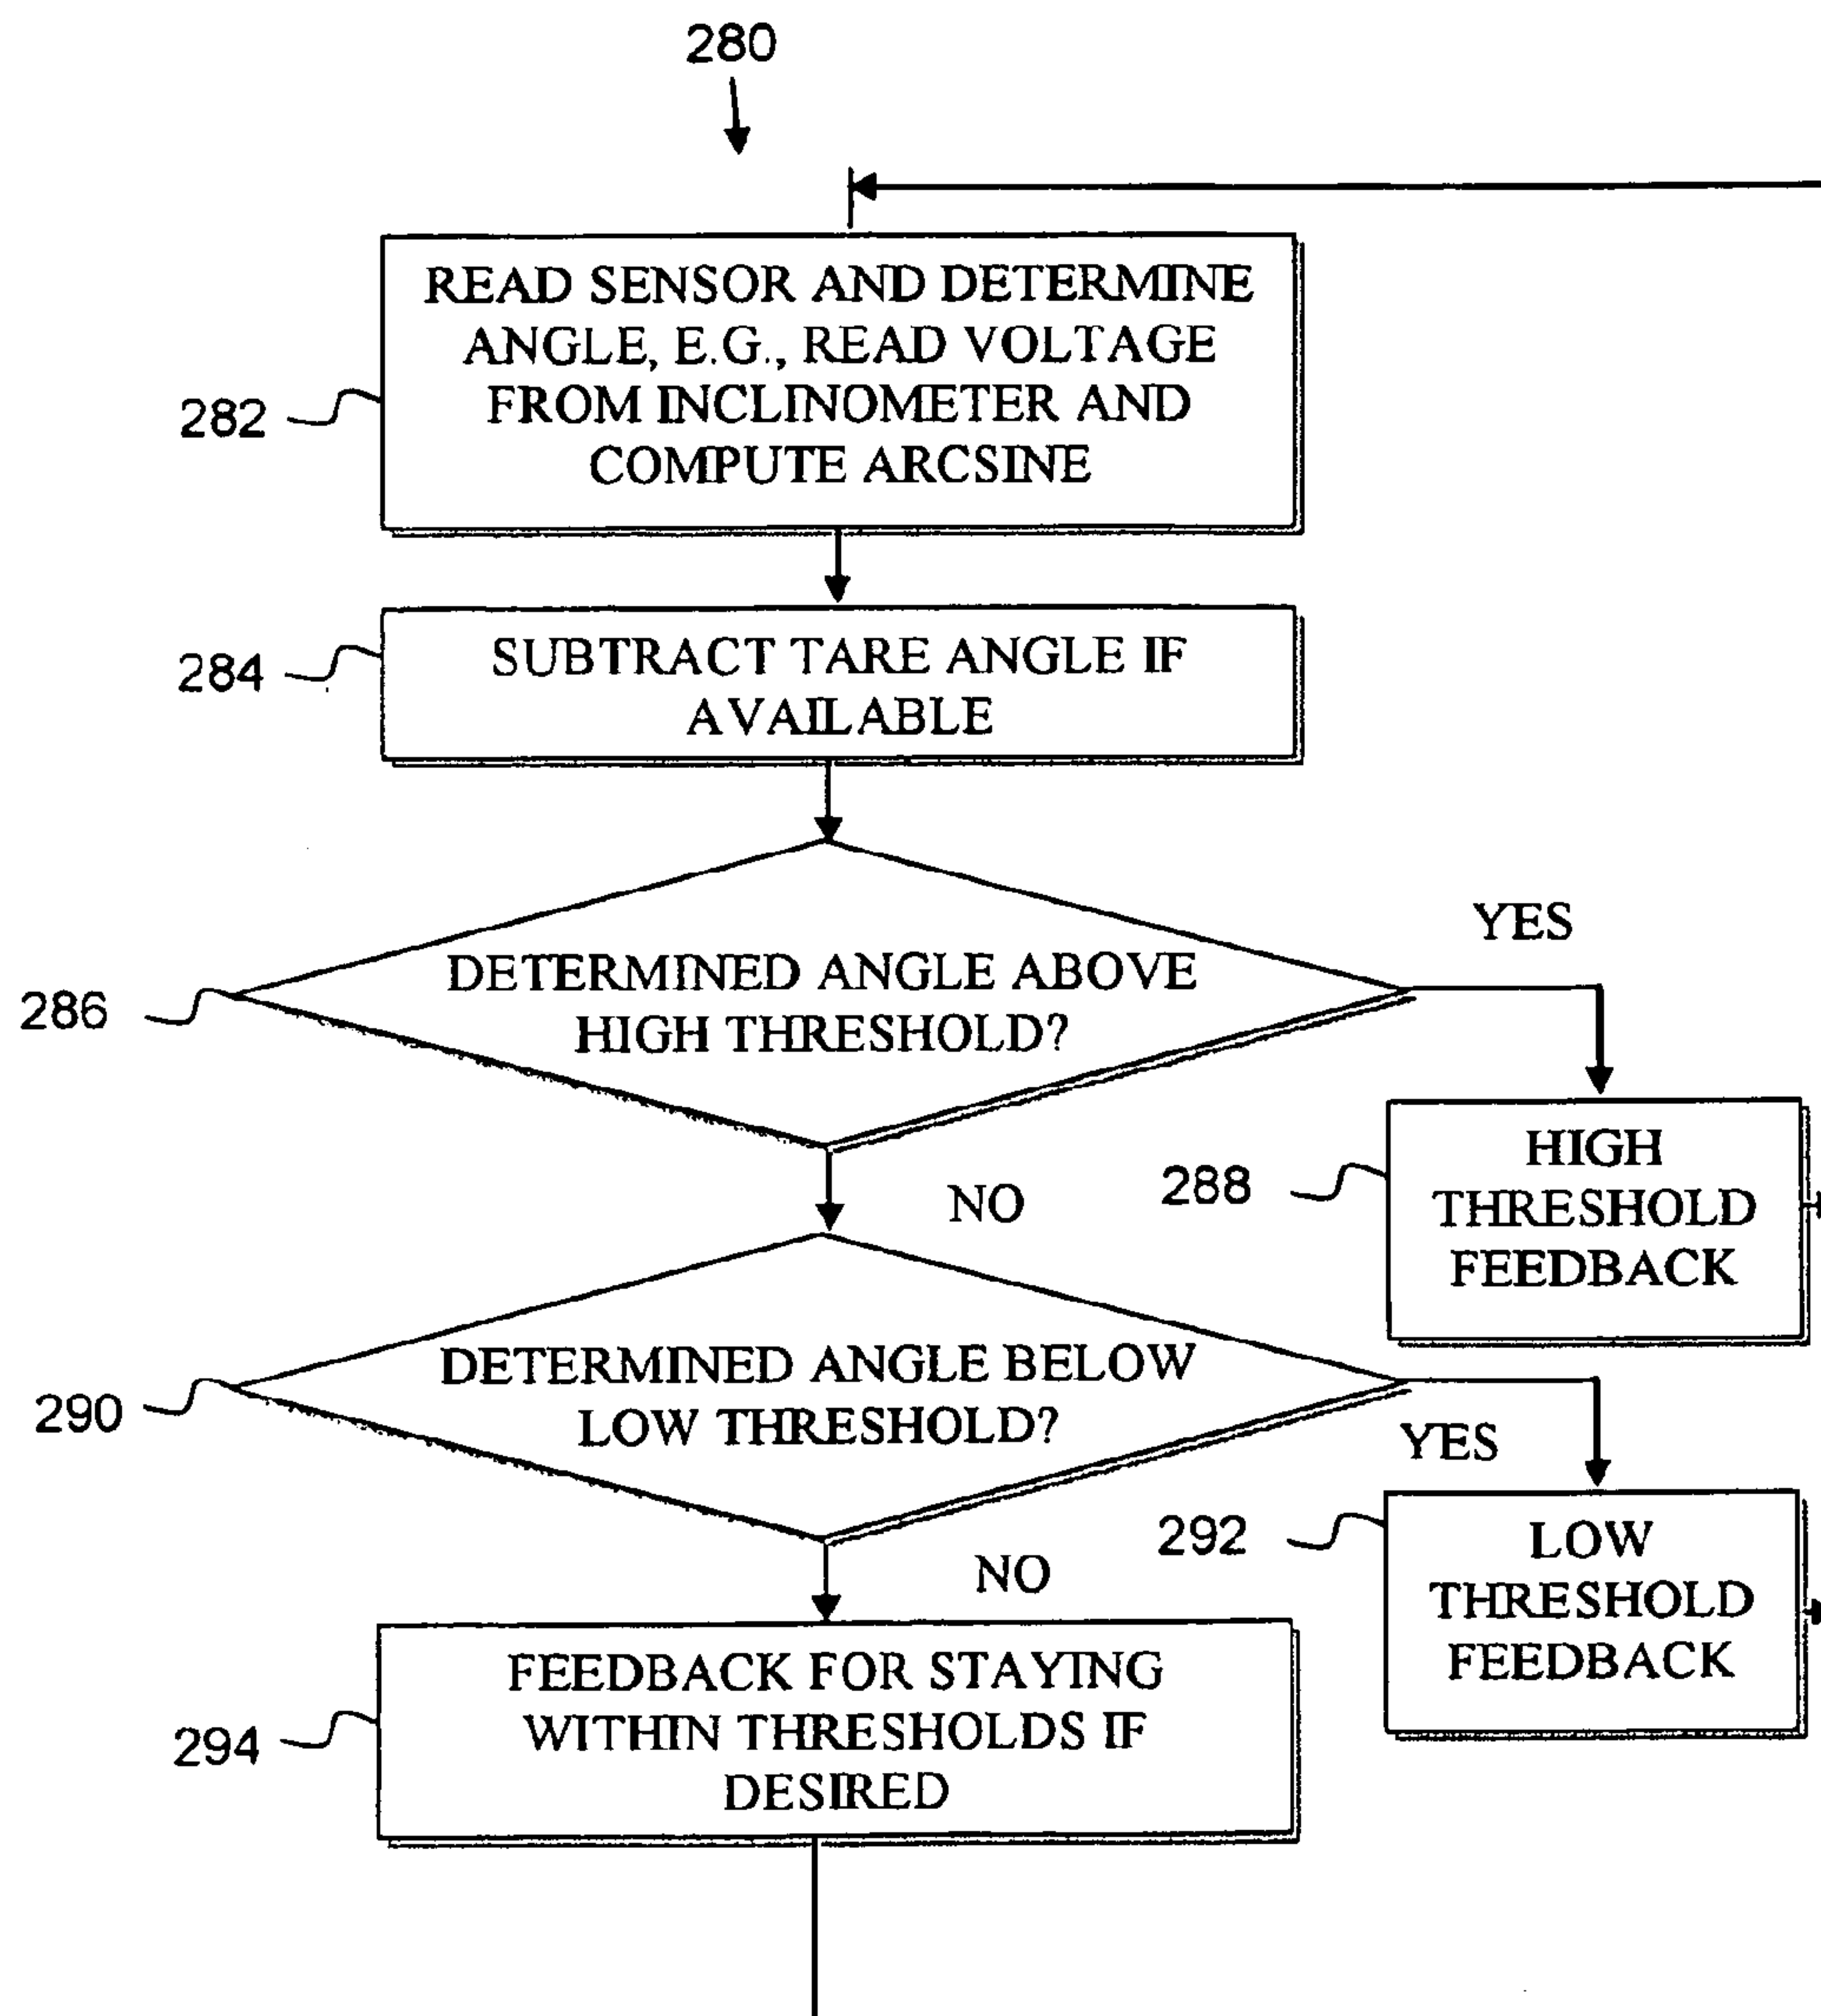 280
READ SENSOR AND DETERMINE
ANGLE, E.G., READ VOLTAGE
FROM INCLINOMETER AND
COMPUTE ARCSINE
282
SUBTRACT TARE ANGLE IF
AVAILABLE
284
DETERMINED ANGLE ABOVE
HIGH THRESHOLD?
286
YES
NO
288
HIGH
THRESHOLD
FEEDBACK
DETERMINED ANGLE BELOW
LOW THRESHOLD?
290
YES
NO
292
LOW
THRESHOLD
FEEDBACK
FEEDBACK FOR STAYING
WITHIN THRESHOLDS IF
DESIRED
294